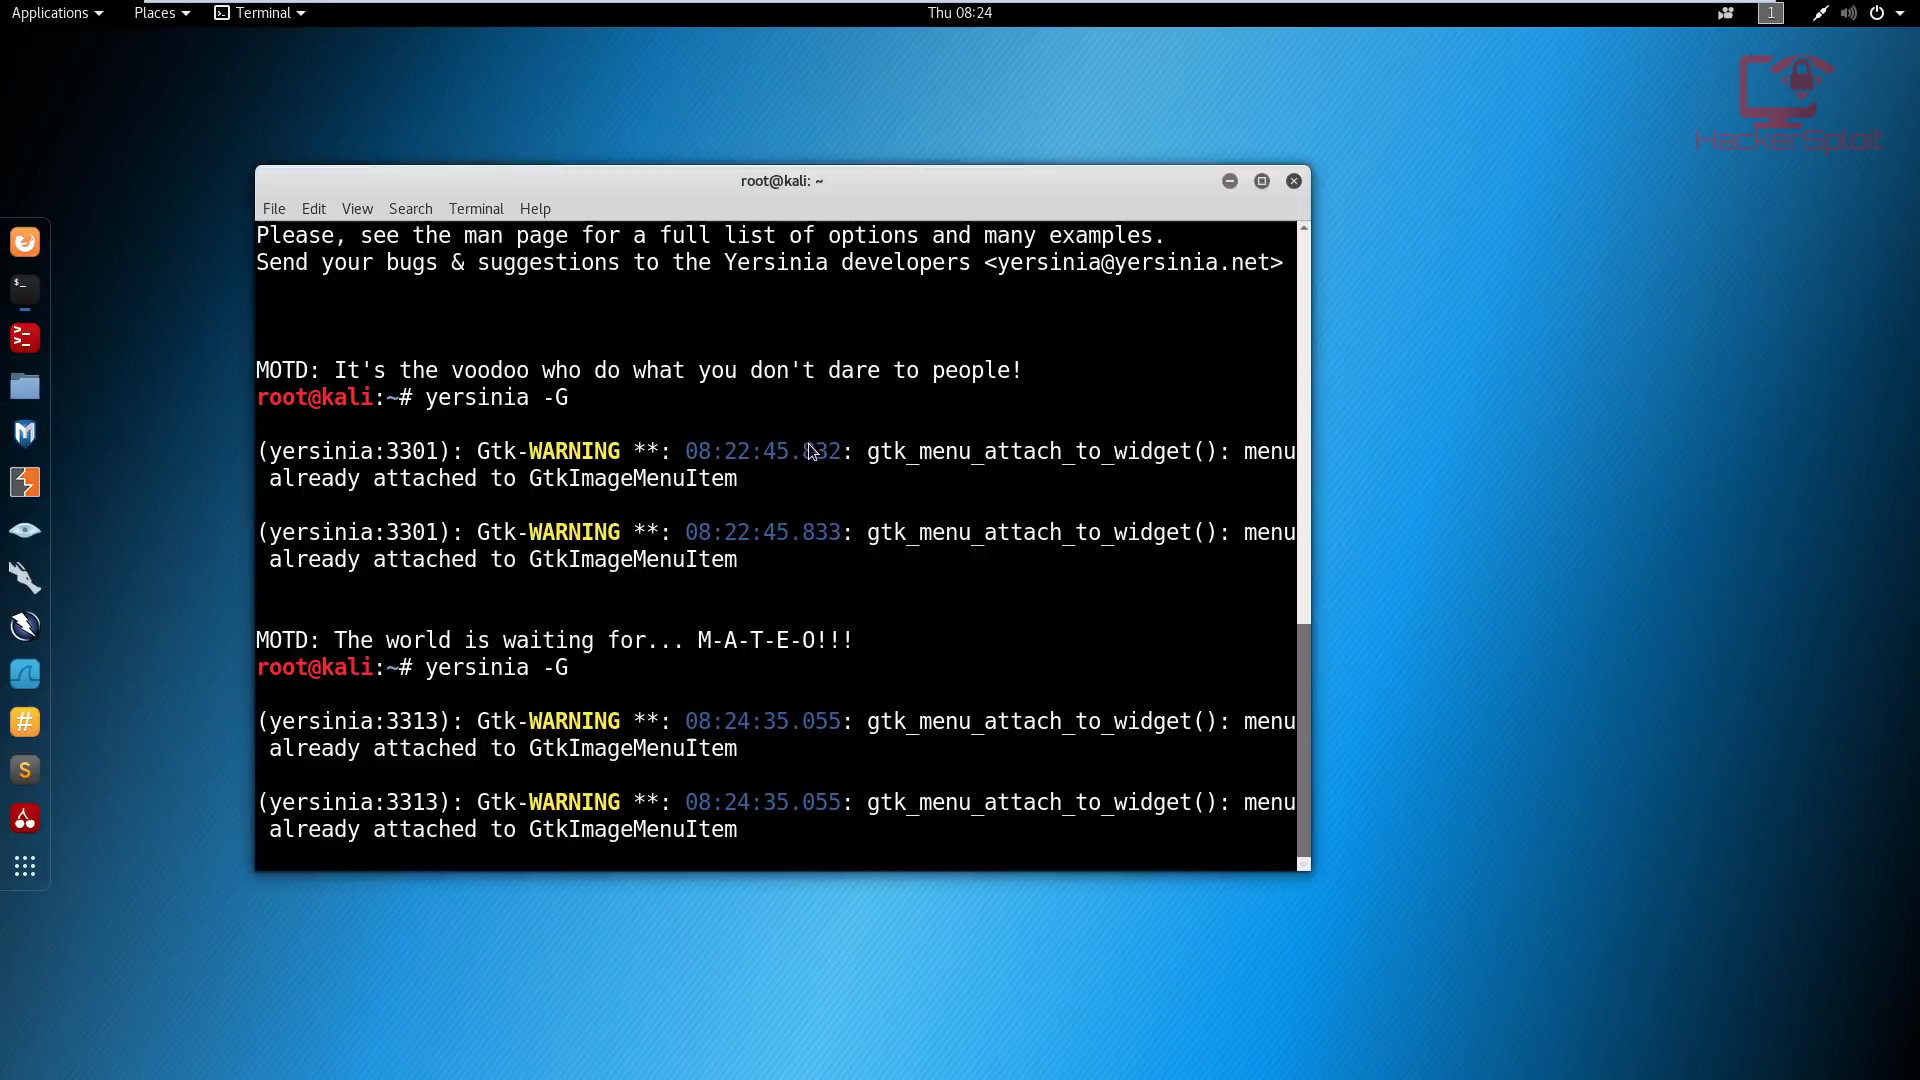 Applications Places Terminal Thu 08:24 1
HackerSploit
root@kali: ~
File Edit View Search Terminal Help
Please, see the man page for a full list of options and many examples.
Send your bugs & suggestions to the Yersinia developers <yersinia@yersinia.net>
MOTD: It's the voodoo who do what you don't dare to people!
root@kali:~# yersinia -G
(yersinia:3301): Gtk-WARNING **: 08:22:45.832: gtk_menu_attach_to_widget(): menu
already attached to GtkImageMenuItem
(yersinia:3301): Gtk-WARNING **: 08:22:45.833: gtk_menu_attach_to_widget(): menu
already attached to GtkImageMenuItem
MOTD: The world is waiting for... M-A-T-E-O!!!
root@kali:~# yersinia -G
(yersinia:3313): Gtk-WARNING **: 08:24:35.055: gtk_menu_attach_to_widget(): menu
already attached to GtkImageMenuItem
(yersinia:3313): Gtk-WARNING **: 08:24:35.055: gtk_menu_attach_to_widget(): menu
already attached to GtkImageMenuItem